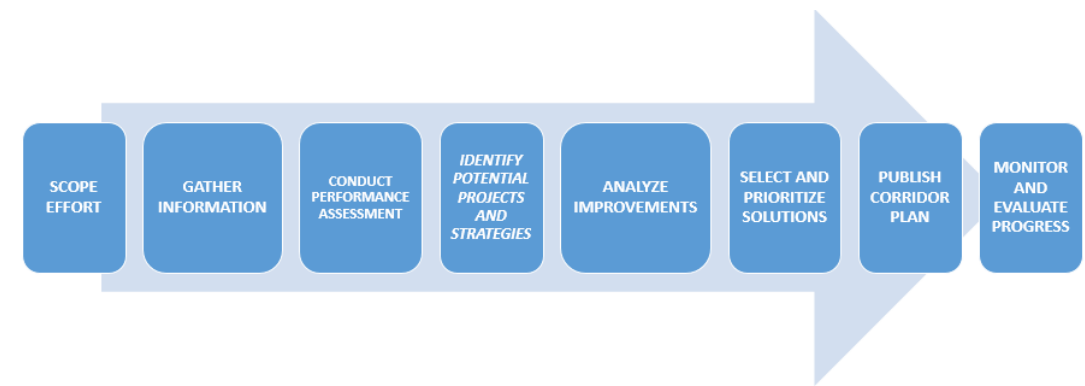 SCOPE
EFFORT
GATHER
INFORMATION
CONDUCT
PERFORMANCE
ASSESSMENT
IDENTIFY
POTENTIAL
PROJECTS
AND
STRATEGIES
ANALYZE
IMPROVEMENTS
SELECT AND
PRIORITIZE
SOLUTIONS
PUBLISH
CORRIDOR
PLAN
MONITOR
AND
EVALUATE
PROGRESS